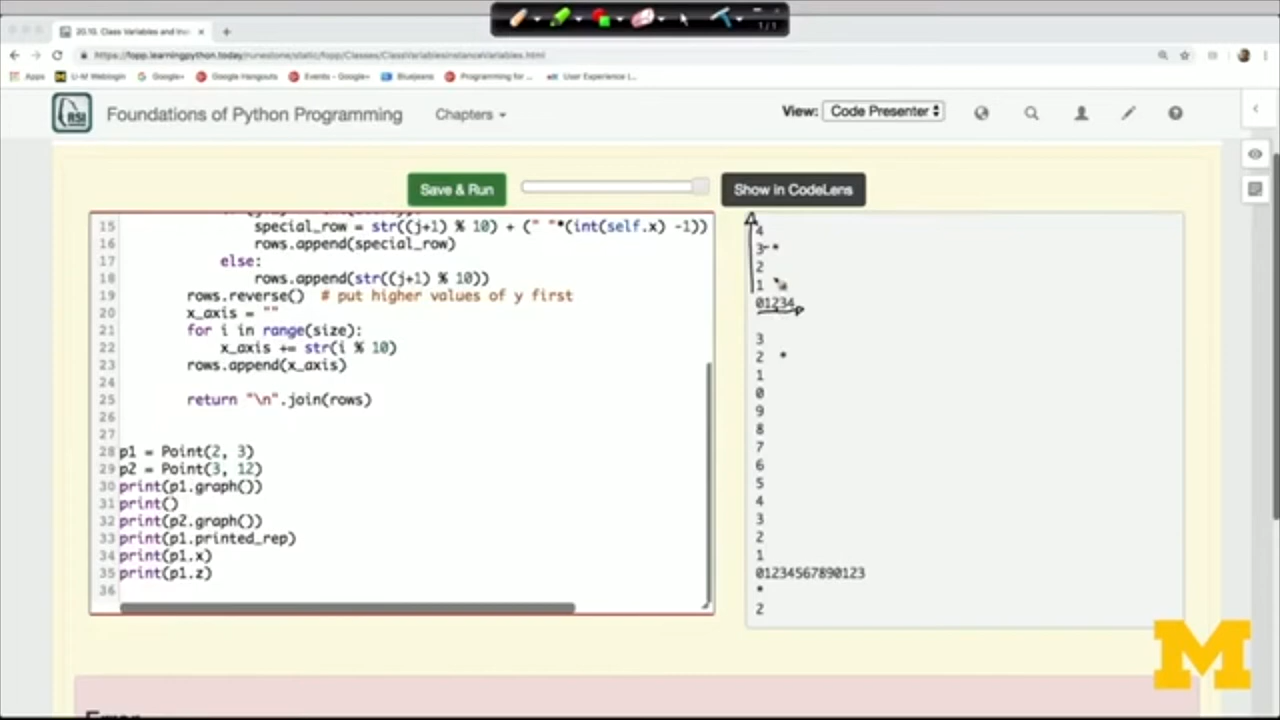 1/1
20.10. Class Variables and Ins
https://fopp.learningpython.today/runestone/static/fopp/Classes/ClassVariablesInstanceVariables.html
Apps U-M Weblogin Google+ Google Hangouts Events - Google+ Bluejeans Programming for ... User Experience (...
RSI Foundations of Python Programming Chapters View: Code Presenter
Save & Run Show in CodeLens
15 special_row = str((j+1) % 10) + (" "*(int(self.x) -1))
16 rows.append(special_row)
17 else:
18 rows.append(str((j+1) % 10))
19 rows.reverse() # put higher values of y first
20 x_axis = ""
21 for i in range(size):
22 x_axis += str(i % 10)
23 rows.append(x_axis)
24
25 return "\n".join(rows)
26
27
28 p1 = Point(2, 3)
29 p2 = Point(3, 12)
30 print(p1.graph())
31 print()
32 print(p2.graph())
33 print(p1.printed_rep)
34 print(p1.x)
35 print(p1.z)
36
4
3 *
2
1
01234
3
2 *
1
0
9
8
7
6
5
4
3
2
1
01234567890123
*
2
M
Error